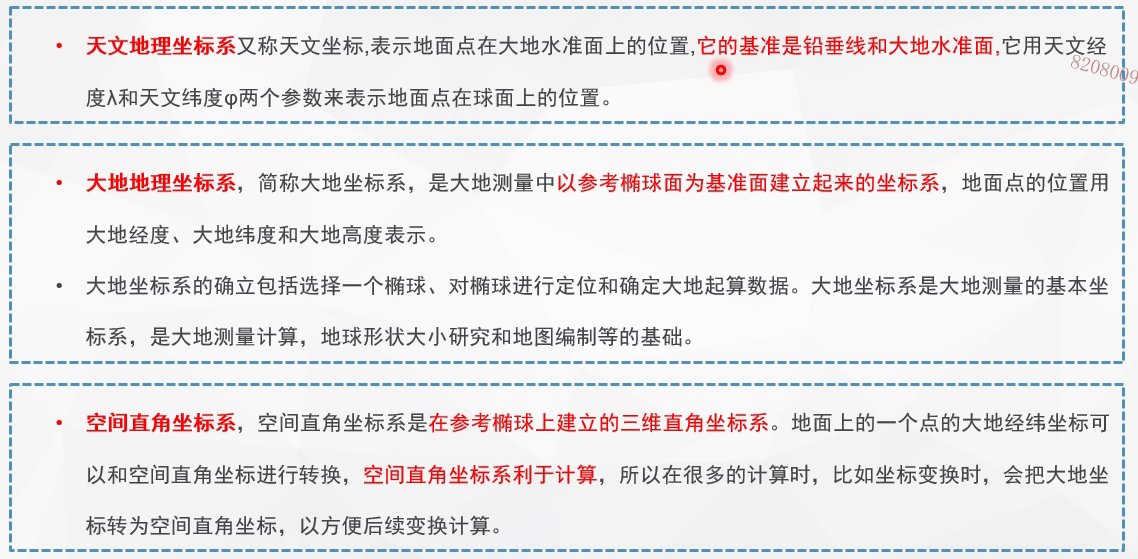 • 天文地理坐标系又称天文坐标,表示地面点在大地水准面上的位置,它的基准是铅垂线和大地水准面,它用天文经
度λ和天文纬度φ两个参数来表示地面点在球面上的位置。
8208009
• 大地地理坐标系，简称大地坐标系，是大地测量中以参考椭球面为基准面建立起来的坐标系，地面点的位置用
大地经度、大地纬度和大地高度表示。
• 大地坐标系的确立包括选择一个椭球、对椭球进行定位和确定大地起算数据。大地坐标系是大地测量的基本坐
标系，是大地测量计算，地球形状大小研究和地图编制等的基础。
• 空间直角坐标系，空间直角坐标系是在参考椭球上建立的三维直角坐标系。地面上的一个点的大地经纬坐标可
以和空间直角坐标进行转换，空间直角坐标系利于计算，所以在很多的计算时，比如坐标变换时，会把大地坐
标转为空间直角坐标，以方便后续变换计算。